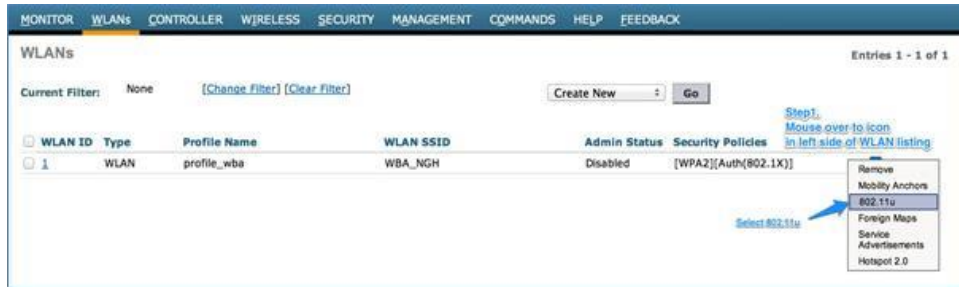 MONITOR WLANs CONTROLLER WIRELESS SECURITY MANAGEMENT COMMANDS HELP FEEDBACK
WLANs
Entries 1 - 1 of 1
Current Filter: None [Change Filter] [Clear Filter]
Create New Go
Step1.
Mouse over to icon
in left side of WLAN listing
WLAN ID Type Profile Name WLAN SSID Admin Status Security Policies
1 WLAN profile_wba WBA_NGH Disabled [WPA2][Auth(802.1X)]
Remove
Mobility Anchors
802.11u
Select 802.11u
Foreign Maps
Service
Advertisements
Hotspot 2.0